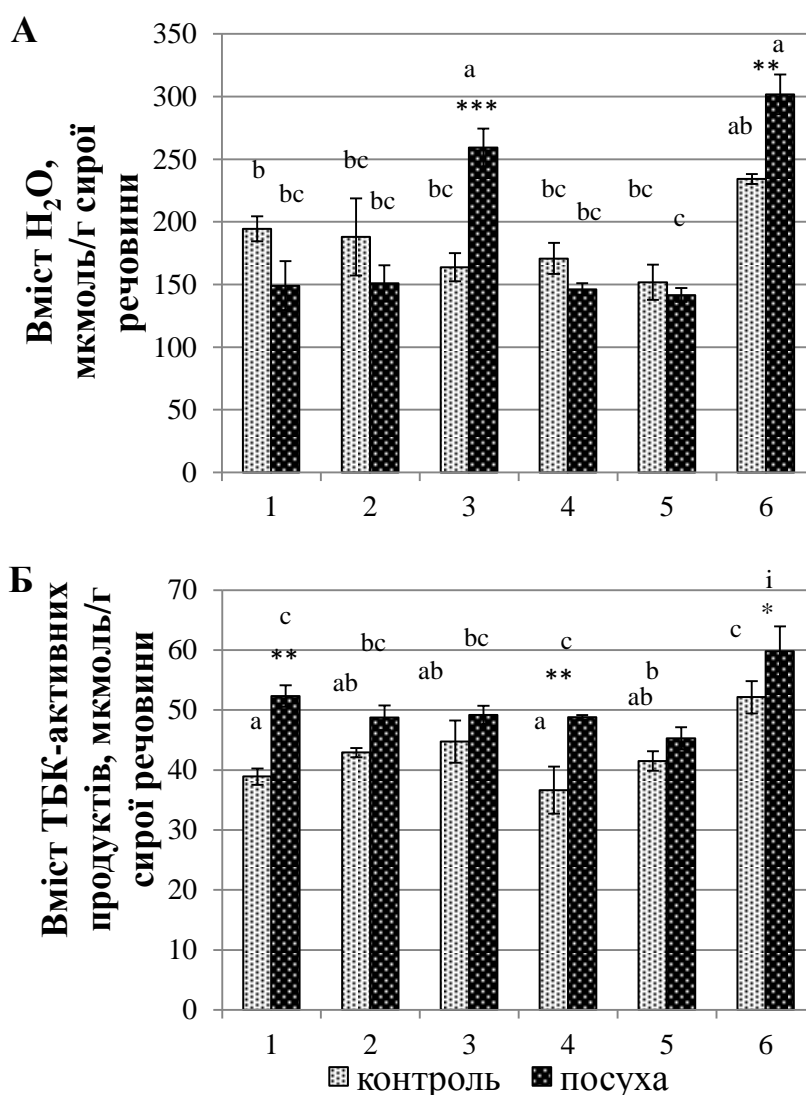 А
Вміст H₂O,
мкмоль/г сирої
речовини
350
300
250
200
150
100
50
0
b
bc
bc
bc
bc
a
***
bc
bc
bc
c
ab
a
**
1 2 3 4 5 6
Б
Вміст ТБК-активних
продуктів, мкмоль/г
сирої речовини
70
60
50
40
30
20
10
0
a
c
**
ab
bc
ab
bc
a
c
**
ab
b
c
i
*
1 2 3 4 5 6
контроль посуха